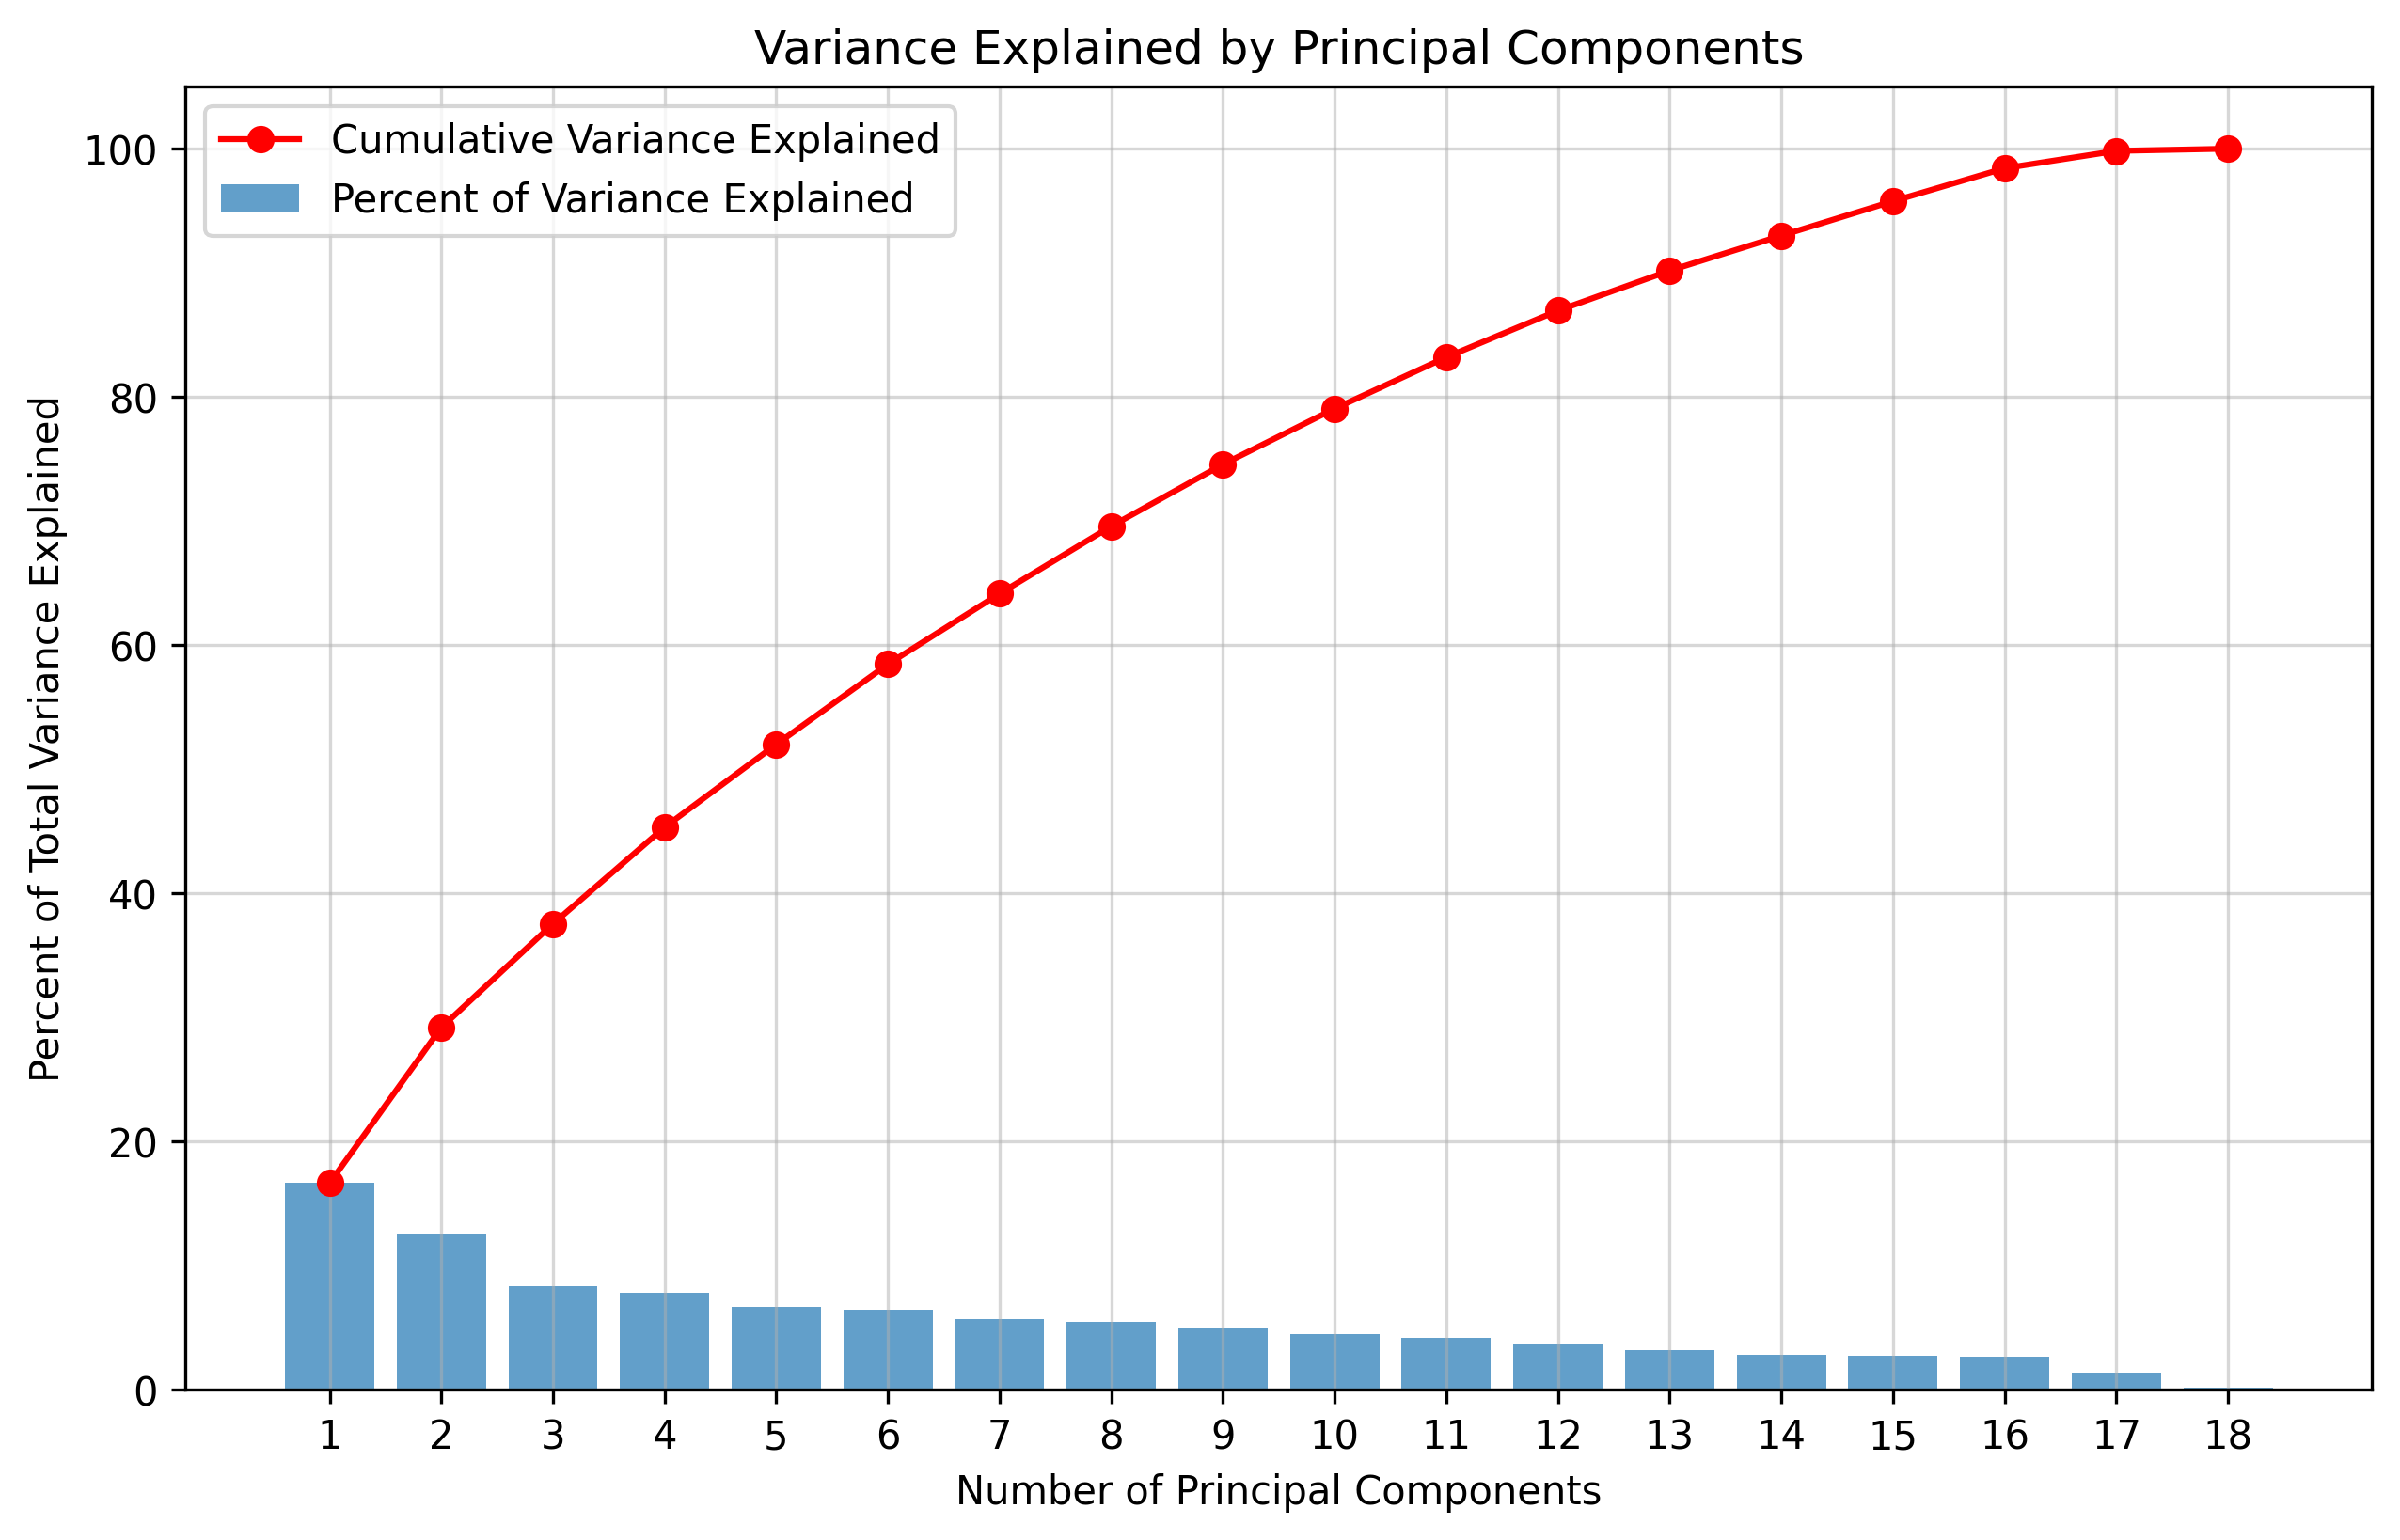 Variance Explained by Principal Components
Cumulative Variance Explained
Percent of Variance Explained
Percent of Total Variance Explained
100
80
60
40
20
0
1 2 3 4 5 6 7 8 9 10 11 12 13 14 15 16 17 18
Number of Principal Components